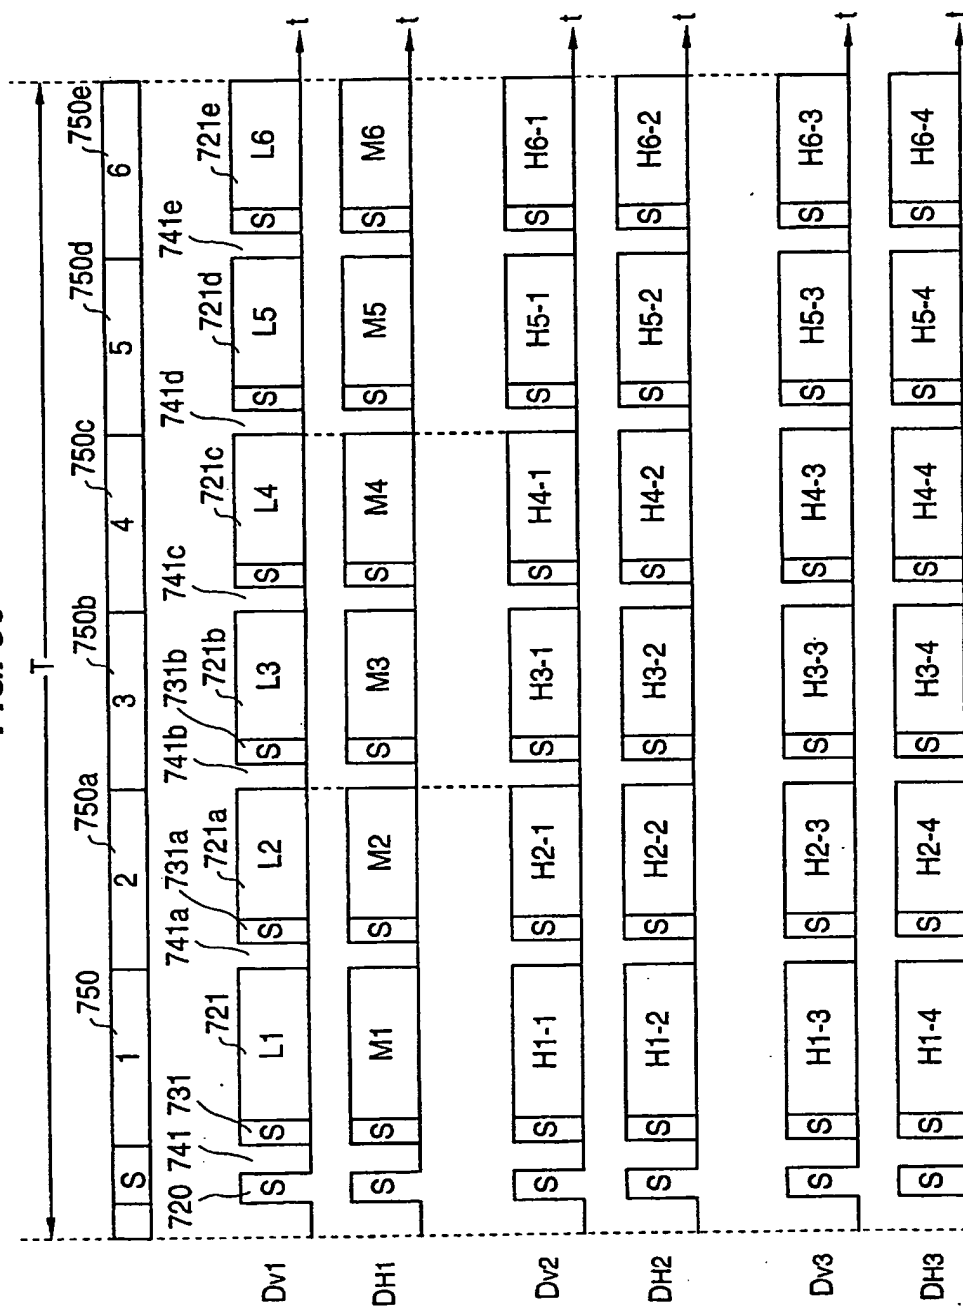 T
S 1 2 3 4 5 6
750 750a 750b 750c 750d 750e
720 741 731 721 741a 731a 721a 741b 731b 721b 741c 721c 741d 721d 741e 721e
Dv1 S S L1 S L2 S L3 S L4 S L5 S L6 t
DH1 S S M1 S M2 S M3 S M4 S M5 S M6 t
Dv2 S S H1-1 S H2-1 S H3-1 S H4-1 S H5-1 S H6-1 t
DH2 S S H1-2 S H2-2 S H3-2 S H4-2 S H5-2 S H6-2 t
Dv3 S S H1-3 S H2-3 S H3-3 S H4-3 S H5-3 S H6-3 t
DH3 S S H1-4 S H2-4 S H3-4 S H4-4 S H5-4 S H6-4 t